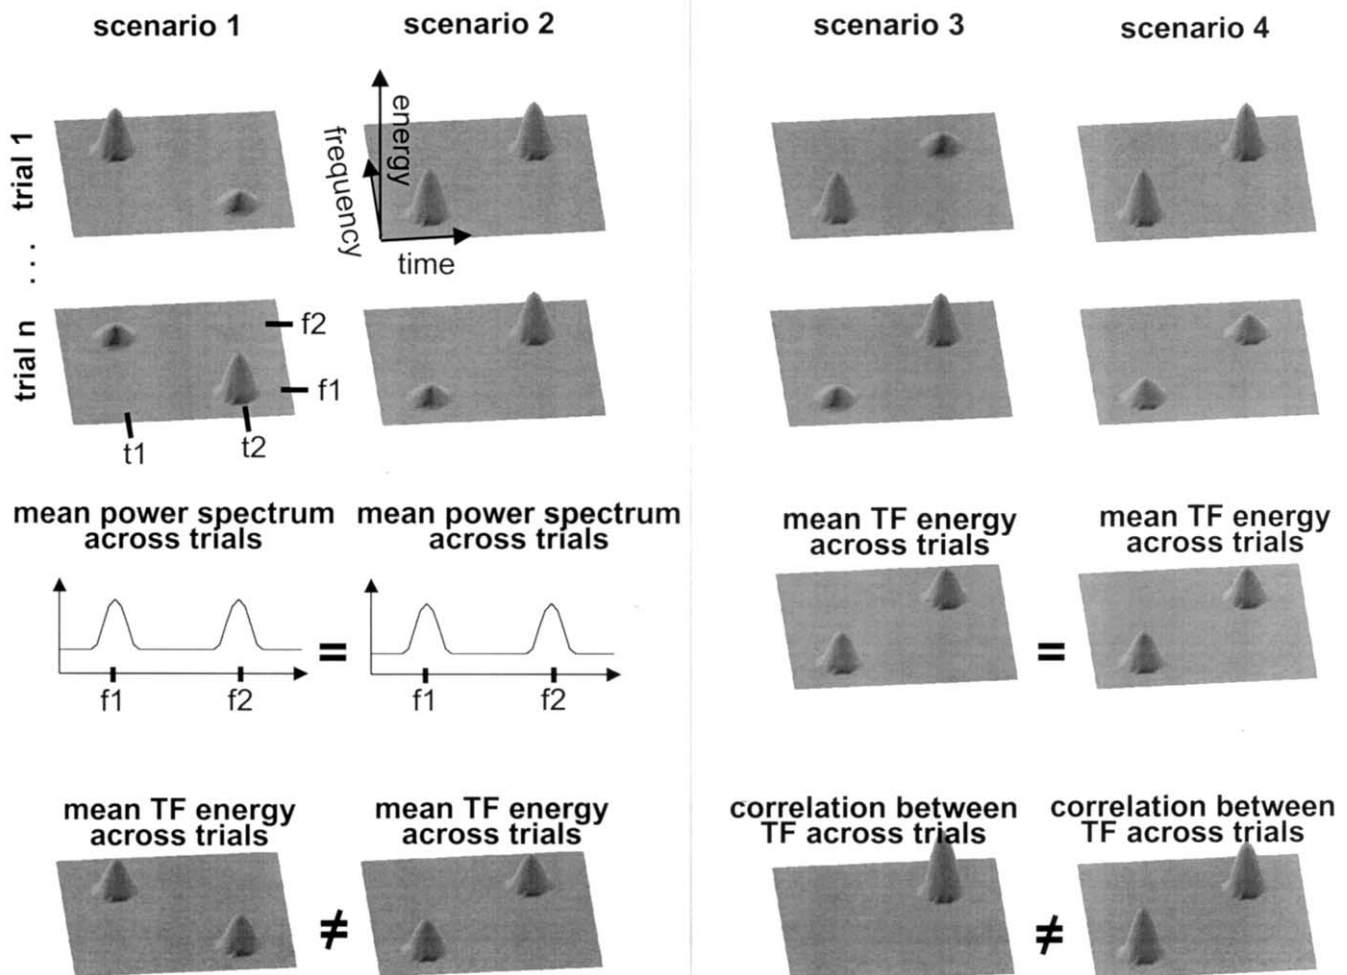 scenario 1
scenario 2
scenario 3
scenario 4
trial 1
. . .
trial n
energy
frequency
time
f2
f1
t1
t2
mean power spectrum
across trials
mean power spectrum
across trials
mean TF energy
across trials
mean TF energy
across trials
f1
f2
=
f1
f2
=
mean TF energy
across trials
mean TF energy
across trials
correlation between
TF across trials
correlation between
TF across trials
≠
≠